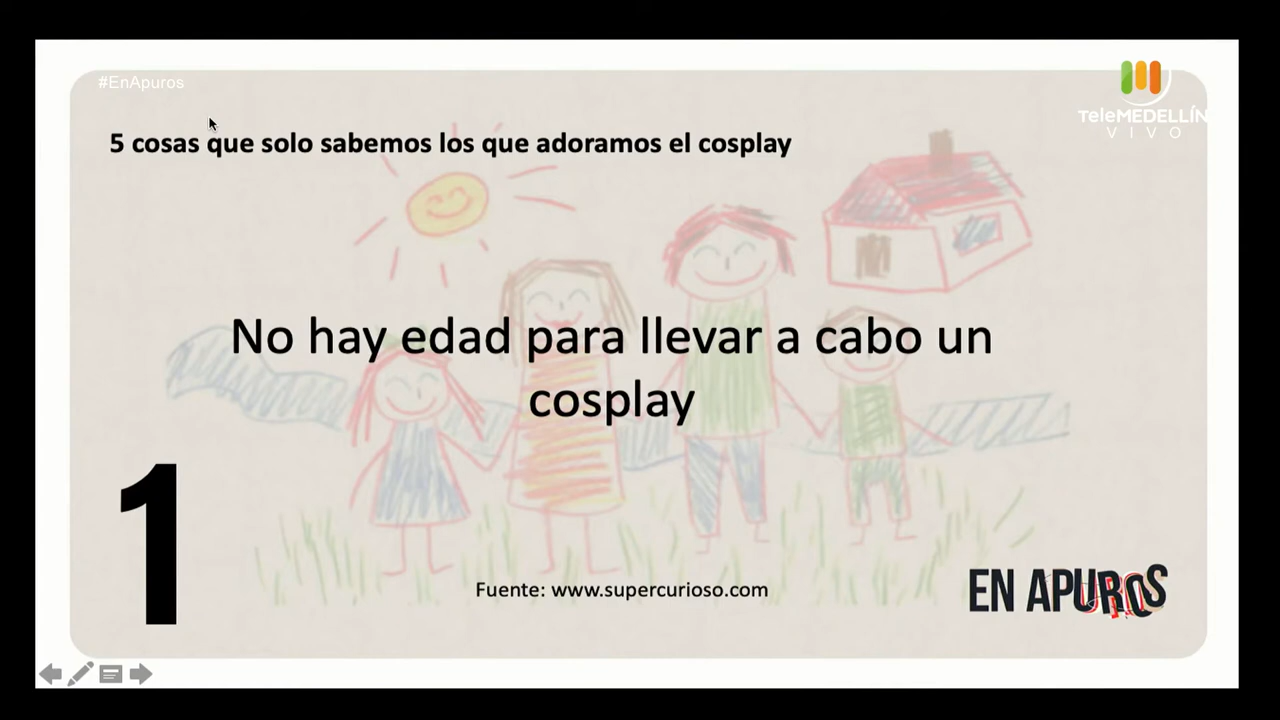 #EnApuros
TeleMEDELLÍN
VIVO
5 cosas que solo sabemos los que adoramos el cosplay
No hay edad para llevar a cabo un
cosplay
1
Fuente: www.supercurioso.com
EN APUROS